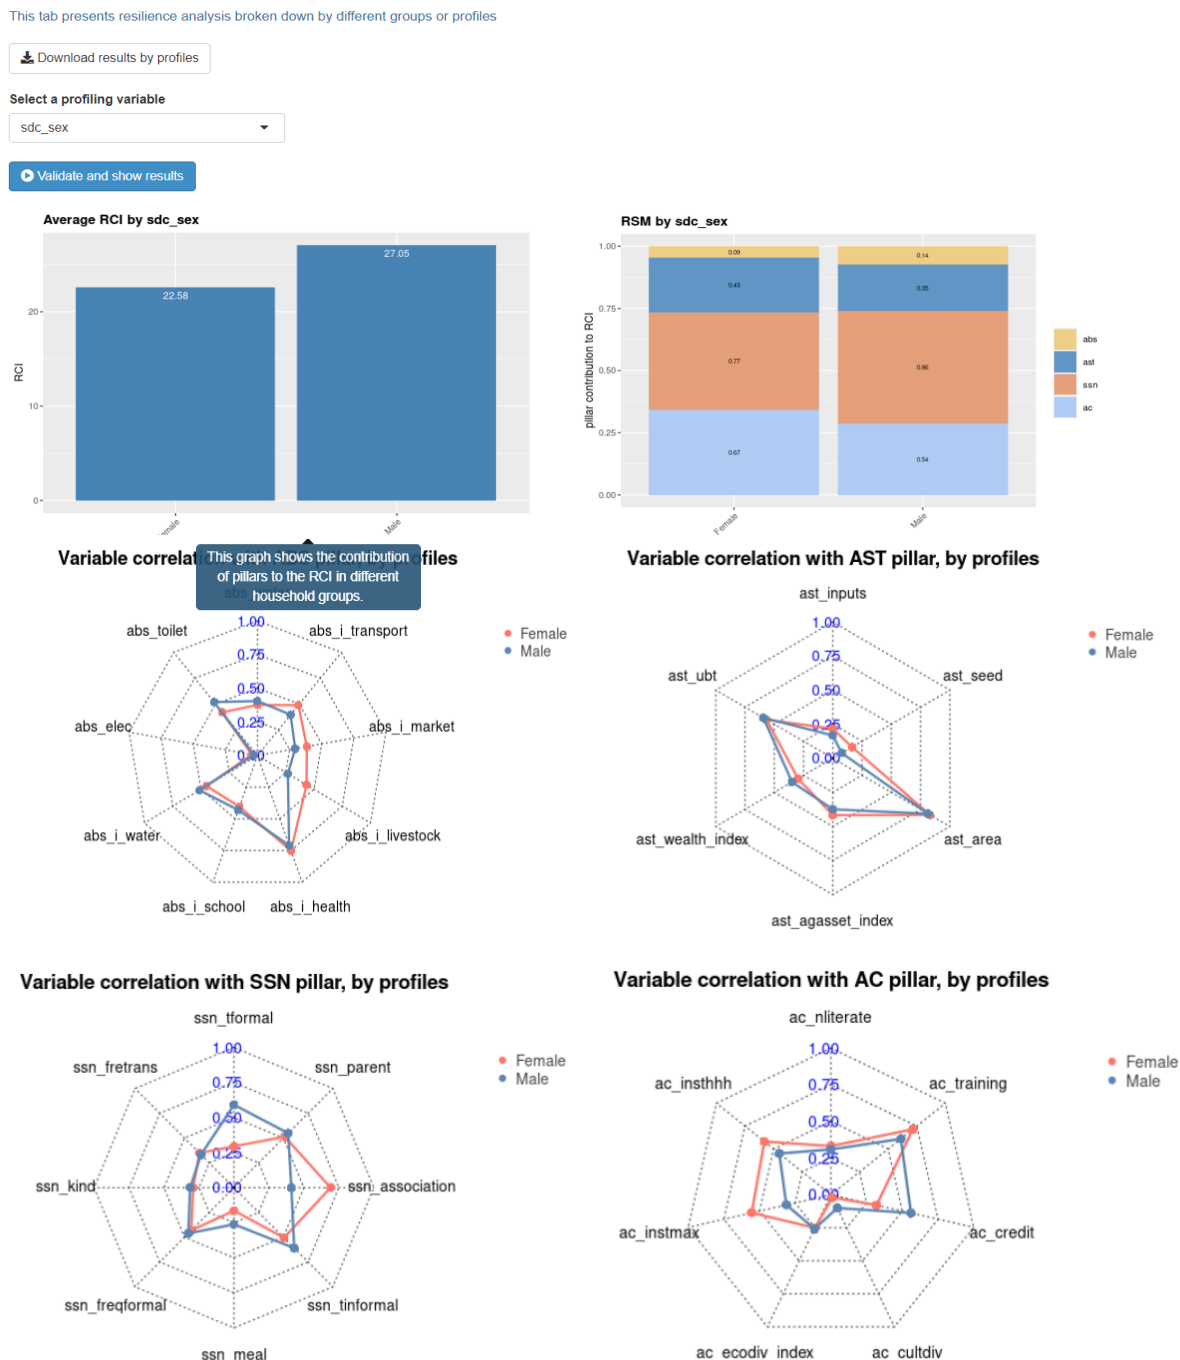 This tab presents resilience analysis broken down by different groups or profiles
Download results by profiles
Select a profiling variable
sdc_sex
Validate and show results
Average RCI by sdc_sex
27.05
22.58
20
10
0
RCI
Male
RSM by sdc_sex
1.00
0.75
0.50
0.25
0.00
pillar contribution to RCI
0.09
0.43
0.77
0.67
0.14
0.35
0.86
0.54
Female
Male
abs
ast
ssn
ac
This graph shows the contribution
of pillars to the RCI in different
household groups.
Variable pillar, by profiles
1.00
0.75
0.50
0.25
0.00
abs_toilet
abs_i_transport
abs_elec
abs_i_market
abs_i_water
abs_i_livestock
abs_i_school
abs_i_health
Female
Male
Variable correlation with AST pillar, by profiles
ast_inputs
1.00
0.75
0.50
0.25
0.00
ast_ubt
ast_seed
ast_wealth_index
ast_area
ast_agasset_index
Female
Male
Variable correlation with SSN pillar, by profiles
ssn_tformal
1.00
0.75
0.50
0.25
0.00
ssn_fretrans
ssn_parent
ssn_kind
ssn_association
ssn_freqformal
ssn_tinformal
ssn_meal
Female
Male
Variable correlation with AC pillar, by profiles
ac_nliterate
1.00
0.75
0.50
0.25
0.00
ac_insthhh
ac_training
ac_instmax
ac_credit
ac_ecodiv_index
ac_cultdiv
Female
Male